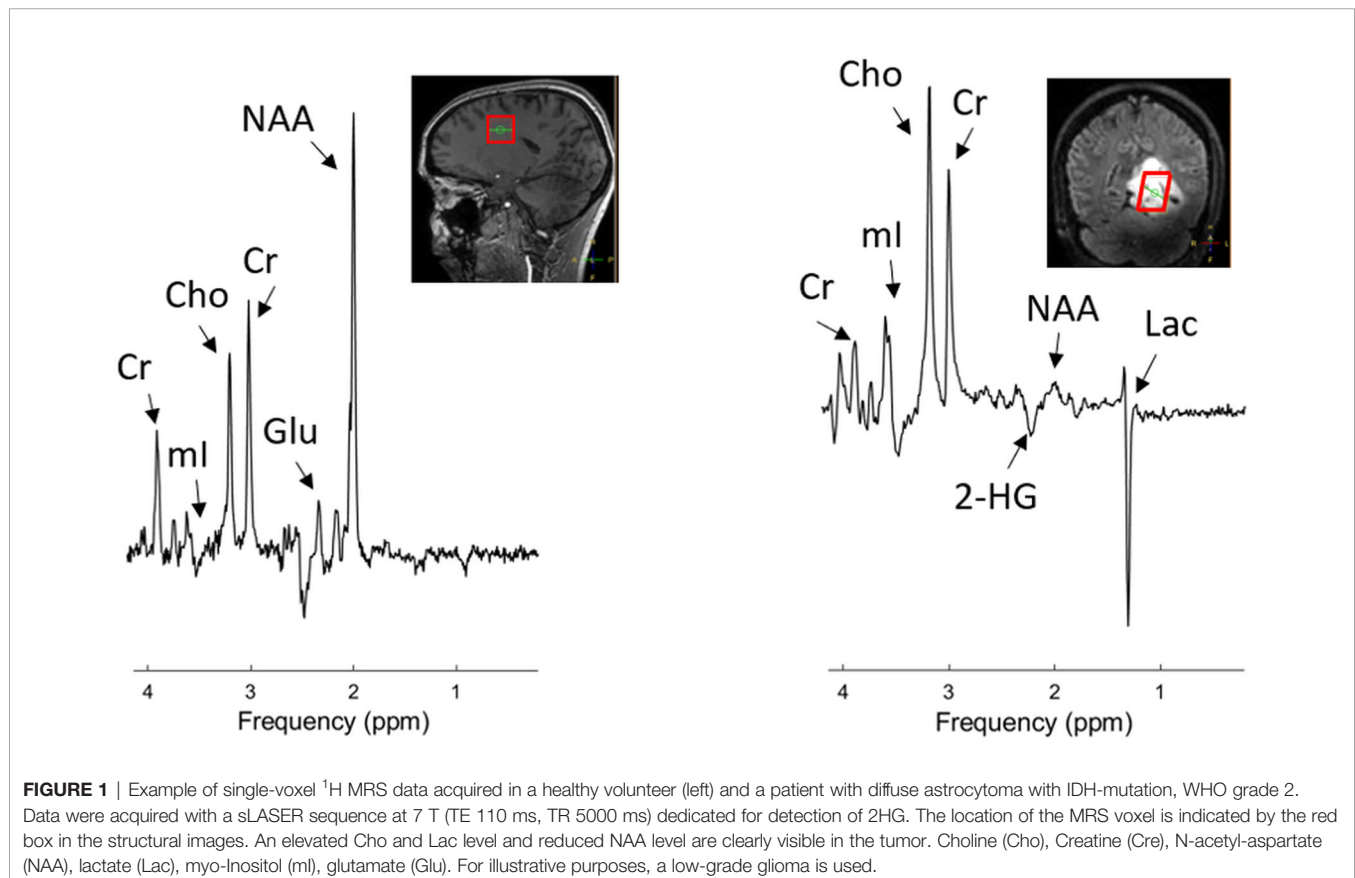 NAA
Cr
Cho
Cr
Glu
mI
4 3 2 1
Frequency (ppm)
Cho
Cr
mI
Cr
NAA
Lac
2-HG
R L
4 3 2 1
Frequency (ppm)
FIGURE 1 | Example of single-voxel ¹H MRS data acquired in a healthy volunteer (left) and a patient with diffuse astrocytoma with IDH-mutation, WHO grade 2.
Data were acquired with a sLASER sequence at 7 T (TE 110 ms, TR 5000 ms) dedicated for detection of 2HG. The location of the MRS voxel is indicated by the red
box in the structural images. An elevated Cho and Lac level and reduced NAA level are clearly visible in the tumor. Choline (Cho), Creatine (Cre), N-acetyl-aspartate
(NAA), lactate (Lac), myo-Inositol (mI), glutamate (Glu). For illustrative purposes, a low-grade glioma is used.